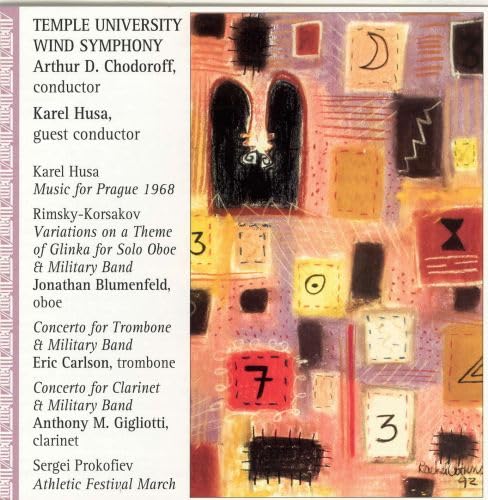 TEMPLE UNIVERSITY
WIND SYMPHONY
Arthur D. Chodoroff,
conductor
Karel Husa,
guest conductor
Karel Husa
Music for Prague 1968
Rimsky-Korsakov
Variations on a Theme
of Glinka for Solo Oboe
& Military Band
Jonathan Blumenfeld,
oboe
Concerto for Trombone
& Military Band
Eric Carlson, trombone
Concerto for Clarinet
& Military Band
Anthony M. Gigliotti,
clarinet
Sergei Prokofiev
Athletic Festival March
3
7
3
92